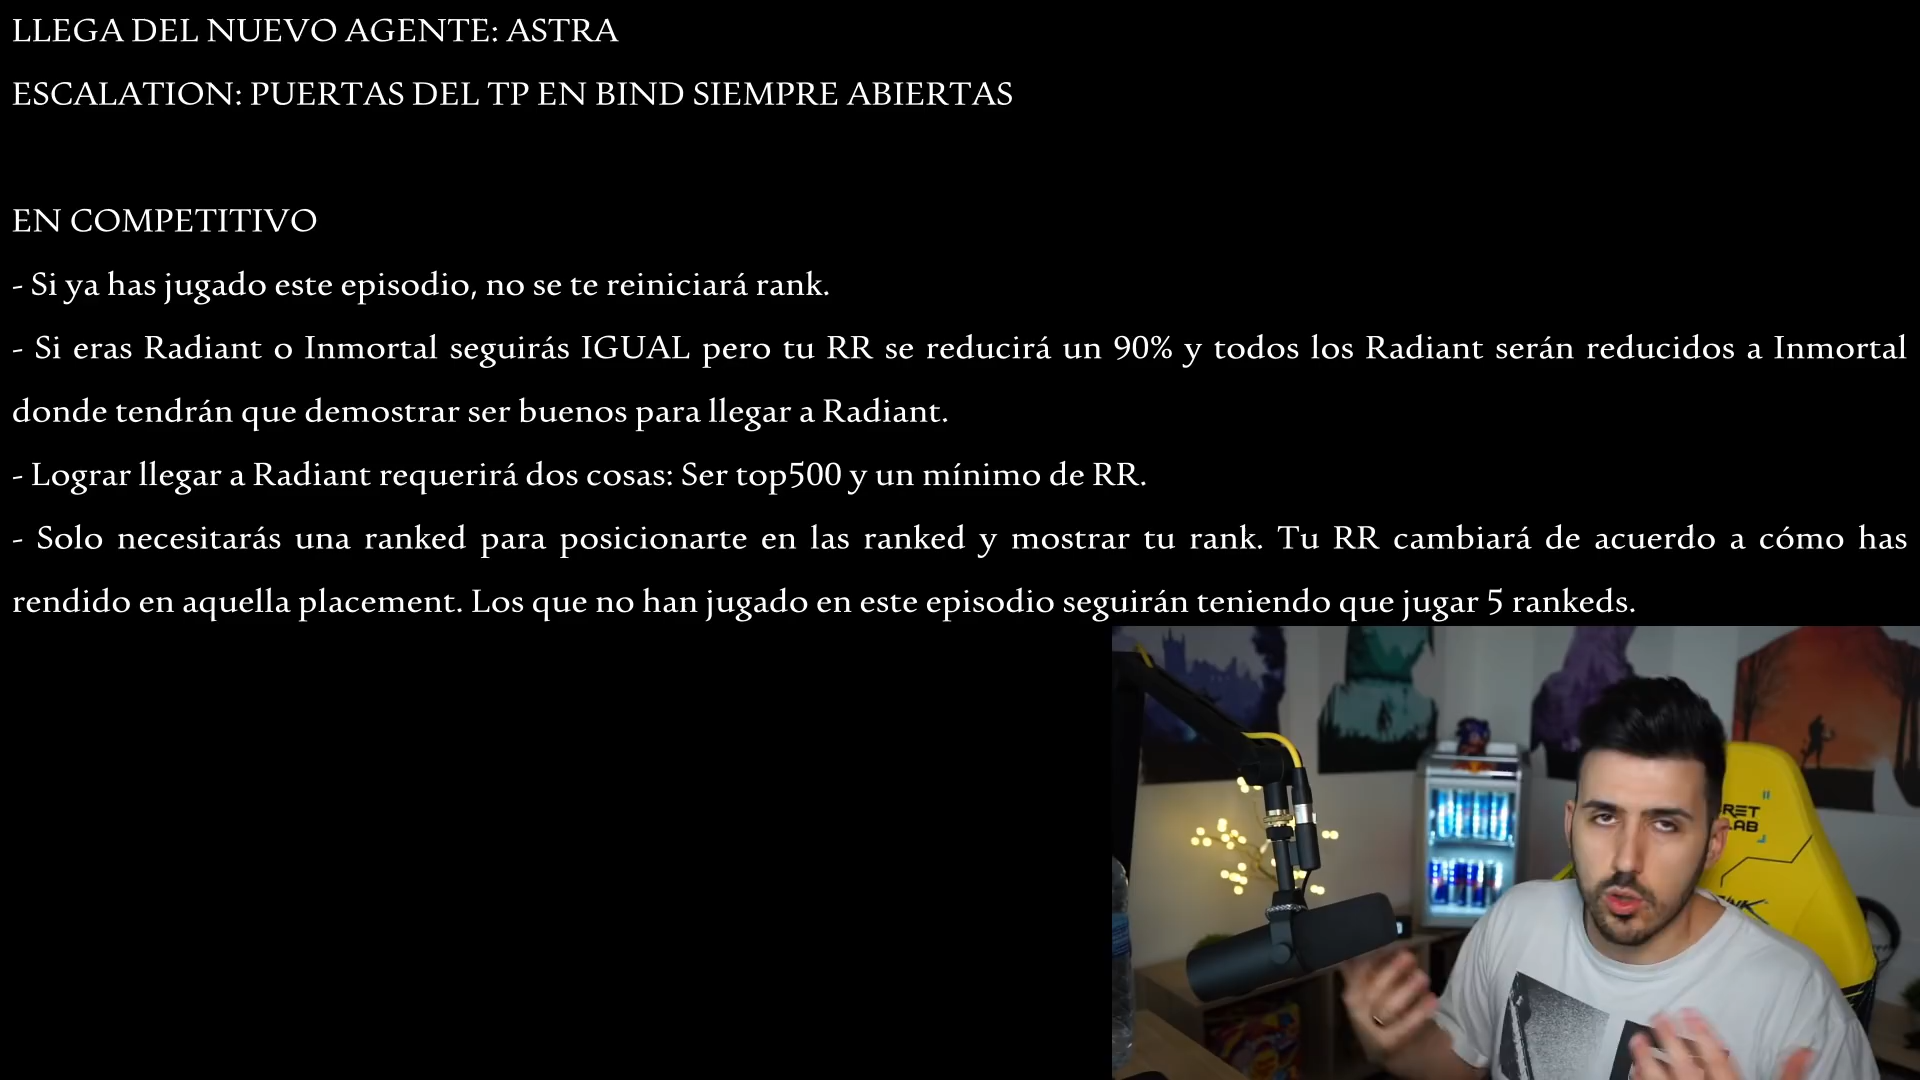 LLEGA DEL NUEVO AGENTE: ASTRA
ESCALATION: PUERTAS DEL TP EN BIND SIEMPRE ABIERTAS
EN COMPETITIVO
- Si ya has jugado este episodio, no se te reiniciará rank.
- Si eras Radiant o Inmortal seguirás IGUAL pero tu RR se reducirá un 90% y todos los Radiant serán reducidos a Inmortal
donde tendrán que demostrar ser buenos para llegar a Radiant.
- Lograr llegar a Radiant requerirá dos cosas: Ser top500 y un mínimo de RR.
- Solo necesitarás una ranked para posicionarte en las ranked y mostrar tu rank. Tu RR cambiará de acuerdo a cómo has
rendido en aquella placement. Los que no han jugado en este episodio seguirán teniendo que jugar 5 rankeds.
RET
LAB